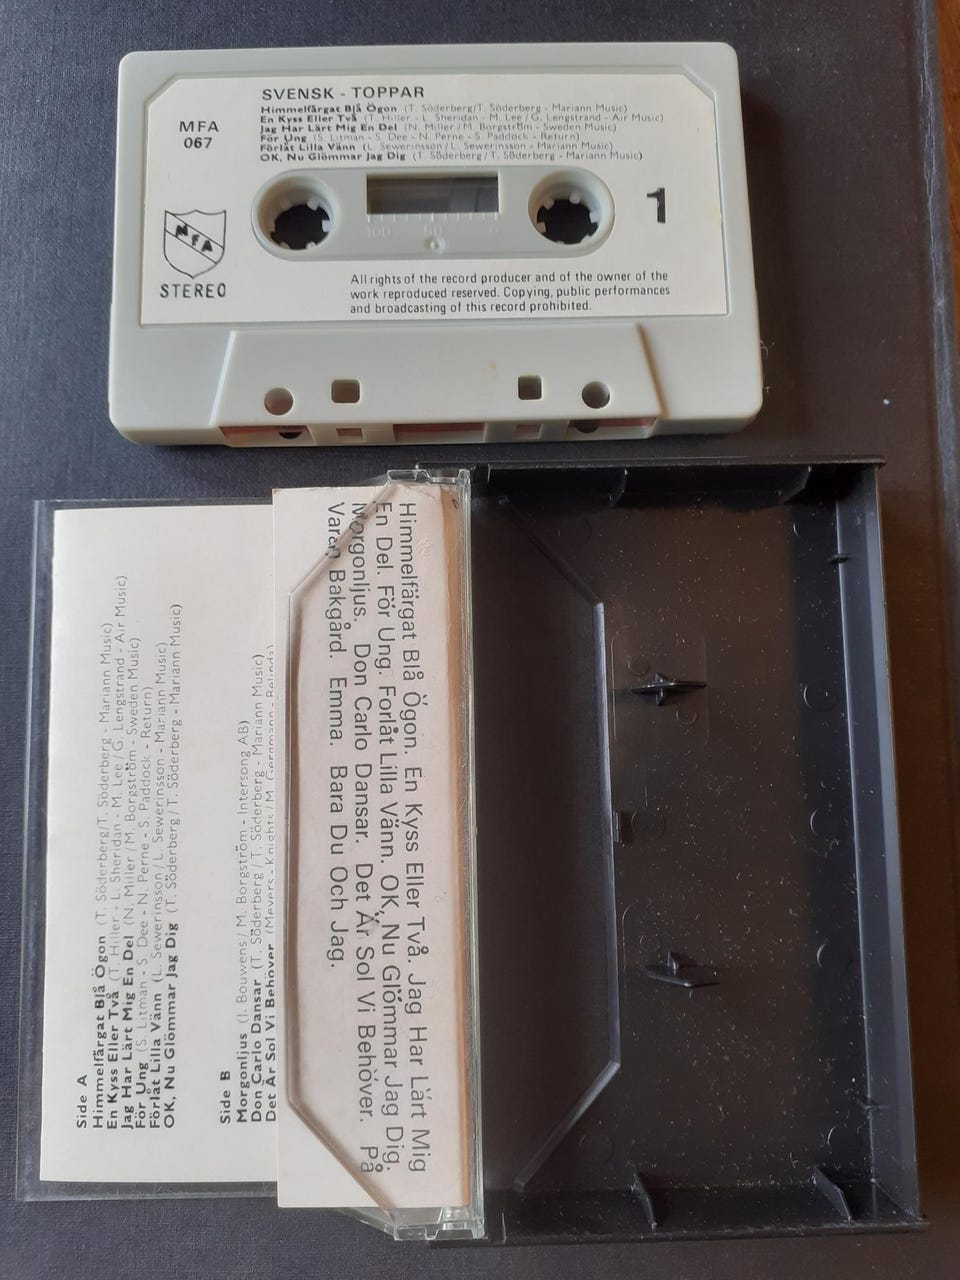 SVENSK - TOPPAR
Himmelfärgat Blå Ögon (T. Söderberg/T. Söderberg - Mariann Music)
En Kyss Eller Två (T. Hiller - L. Sheridan - M. Lee / G. Lengstrand - Air Music)
Jag Har Lärt Mig En Del (N. Miller / M. Borgström - Sweden Music)
För Ung (S. Litman - S. Dee - N. Perne - S. Paddock - Return)
Förlåt Lilla Vänn (L. Sewerinsson / L. Sewerinsson - Mariann Music)
OK, Nu Glömmar Jag Dig (T. Söderberg / T. Söderberg - Mariann Music)
MFA
067
1
100 50 0
MFA
STEREO
All rights of the record producer and of the owner of the
work reproduced reserved. Copying, public performances
and broadcasting of this record prohibited.
Side A
Himmelfärgat Blå Ögon (T. Söderberg/T. Söderberg - Mariann Music)
En Kyss Eller Två (T. Hiller - L. Sheridan - M. Lee / G. Lengstrand - Air Music)
Jag Har Lärt Mig En Del (N. Miller / M. Borgström - Sweden Music)
För Ung (S. Litman - S. Dee - N. Perne - S. Paddock - Return)
Förlåt Lilla Vänn (L. Sewerinsson / L. Sewerinsson - Mariann Music)
OK, Nu Glömmar Jag Dig (T. Söderberg / T. Söderberg - Mariann Music)
Side B
Morgonljus (I. Bouwens / M. Borgström - Intersong AB)
Don Carlo Dansar (T. Söderberg / T. Söderberg - Mariann Music)
Det Är Sol Vi Behöver (Meyers - Knights / M. Germann - Belinda)
Himmelfärgat Blå Ögon. En Kyss Eller Två. Jag Har Lärt Mig
En Del. För Ung. Forlåt Lilla Vänn. OK, Nu Glömmar Jag Dig.
Morgonljus. Don Carlo Dansar. Det Är Sol Vi Behöver. På
Varan Bakgård. Emma. Bara Du Och Jag.